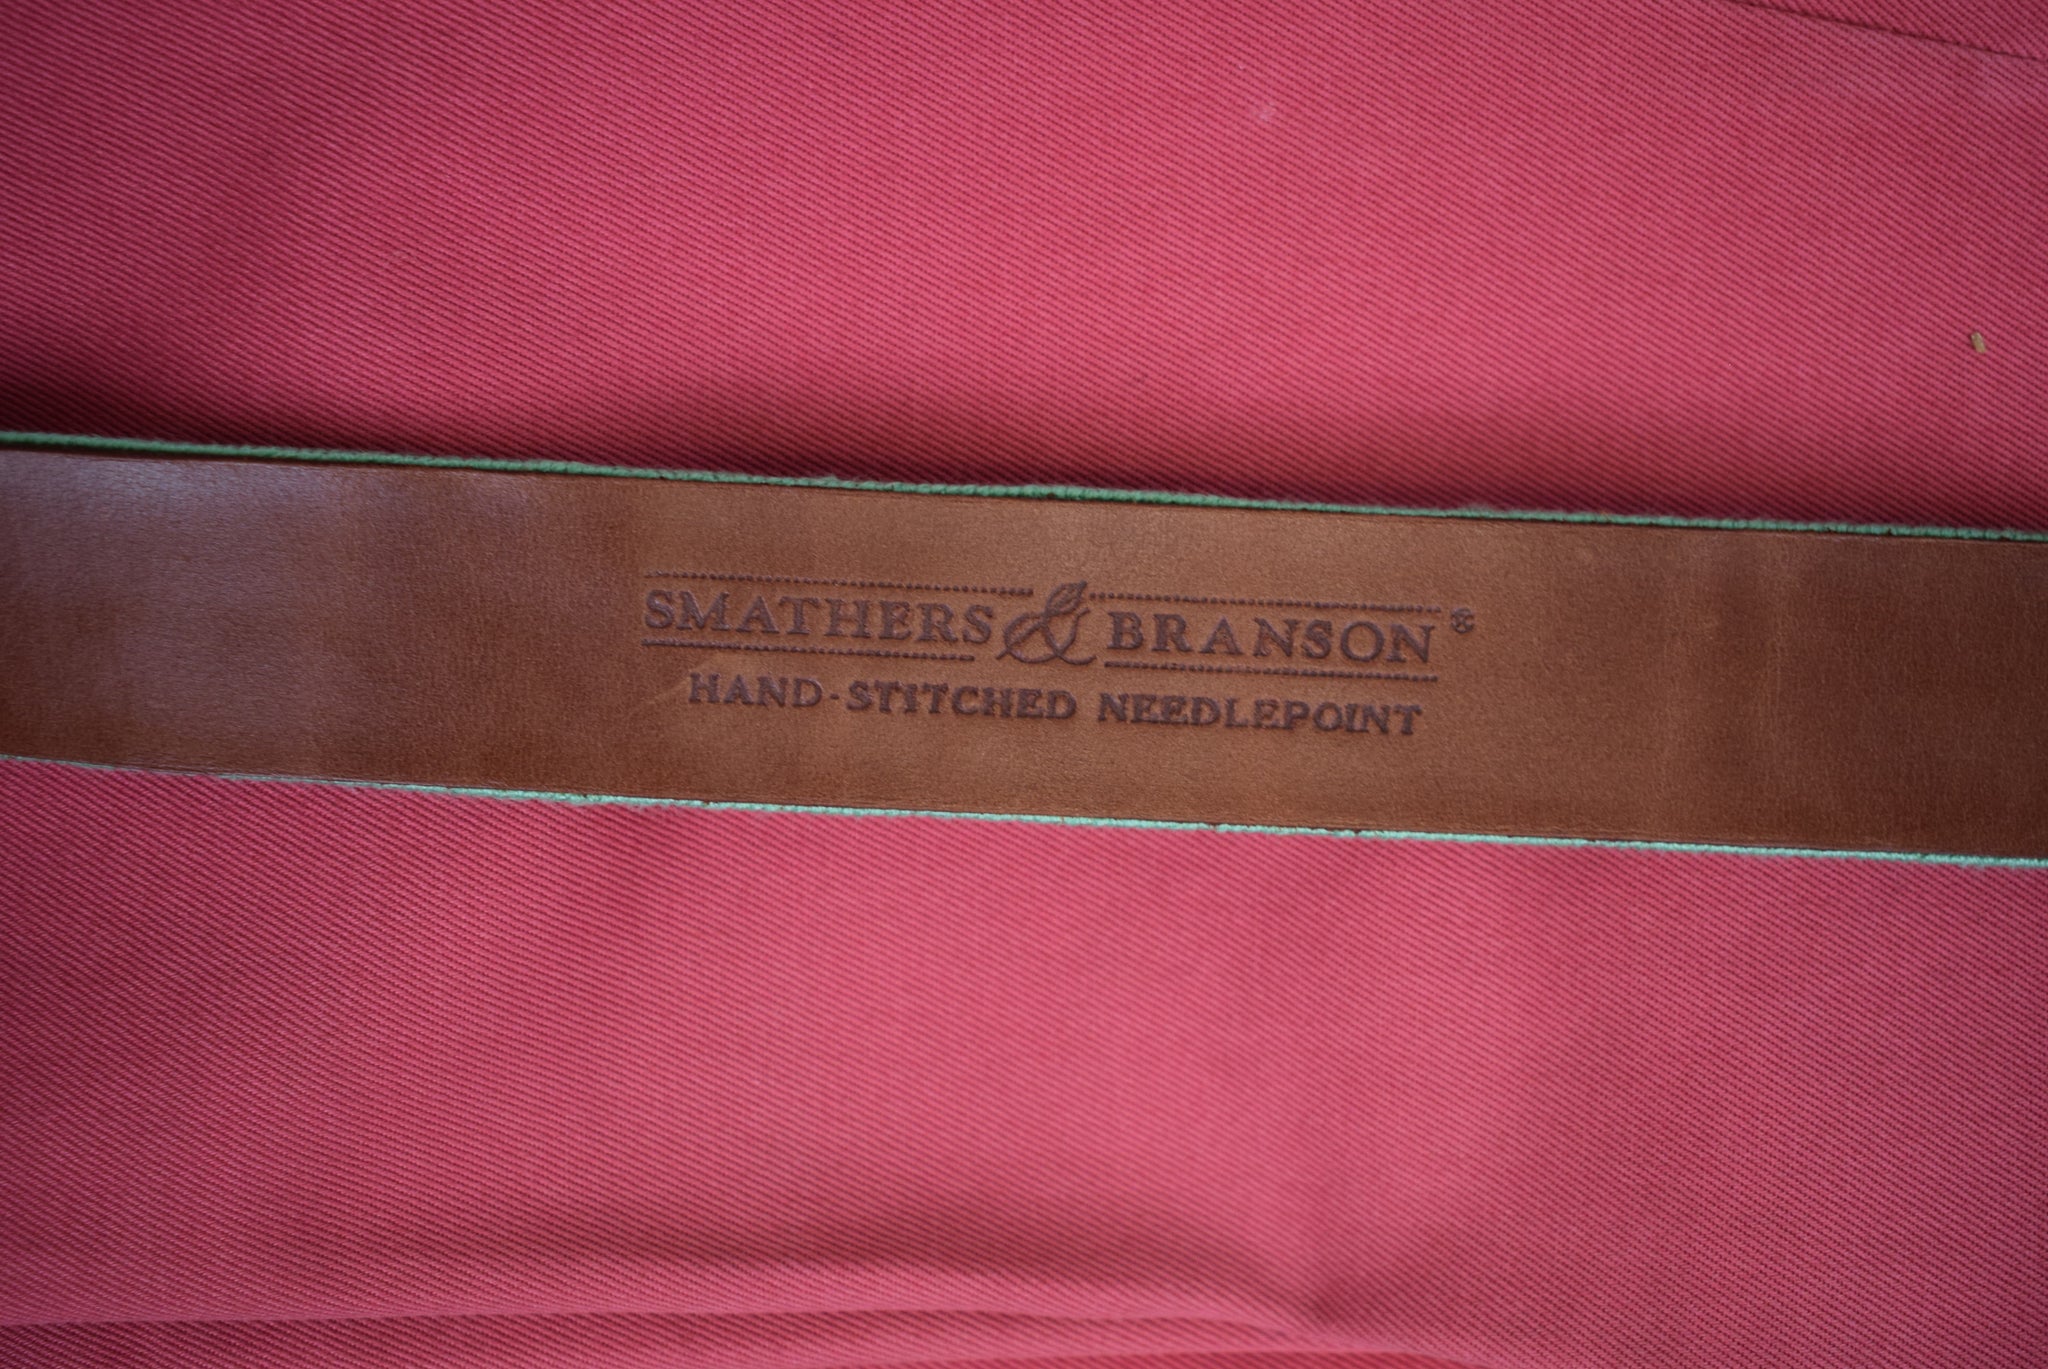 SMATHERS & BRANSON®
HAND-STITCHED NEEDLEPOINT